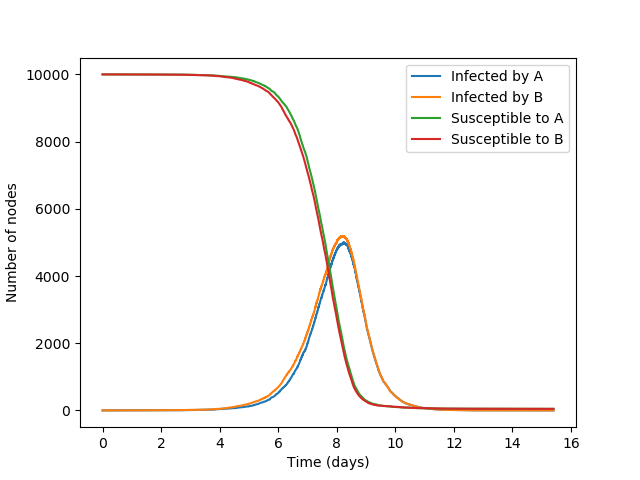 Infected by A
Infected by B
Susceptible to A
Susceptible to B
Number of nodes
10000
8000
6000
4000
2000
0
0 2 4 6 8 10 12 14 16
Time (days)